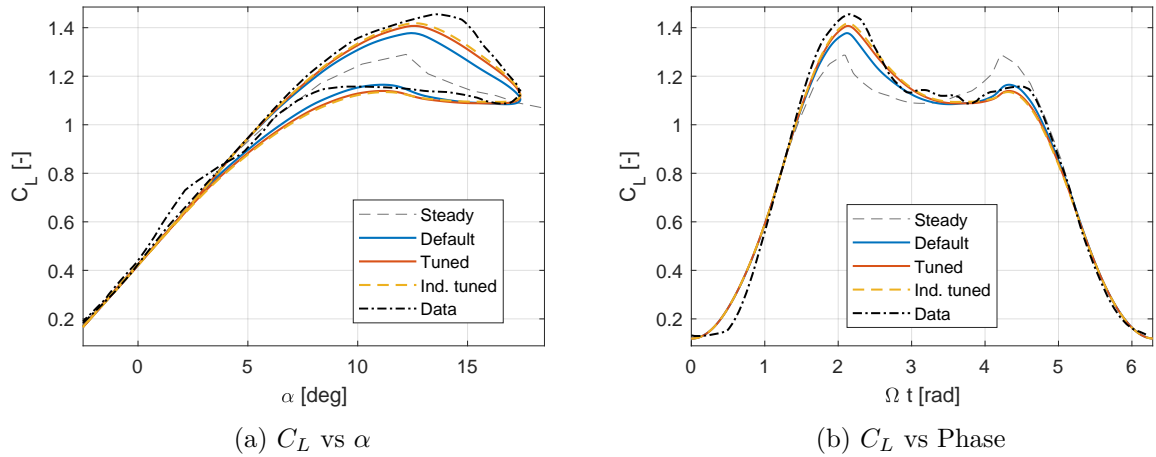 1.4
1.2
1
0.8
0.6
0.4
0.2
C_L [-]
0
5
10
15
α [deg]
Steady
Default
Tuned
Ind. tuned
Data
(a) C_L vs α
1.4
1.2
1
0.8
0.6
0.4
0.2
C_L [-]
0
1
2
3
4
5
6
Ω t [rad]
Steady
Default
Tuned
Ind. tuned
Data
(b) C_L vs Phase